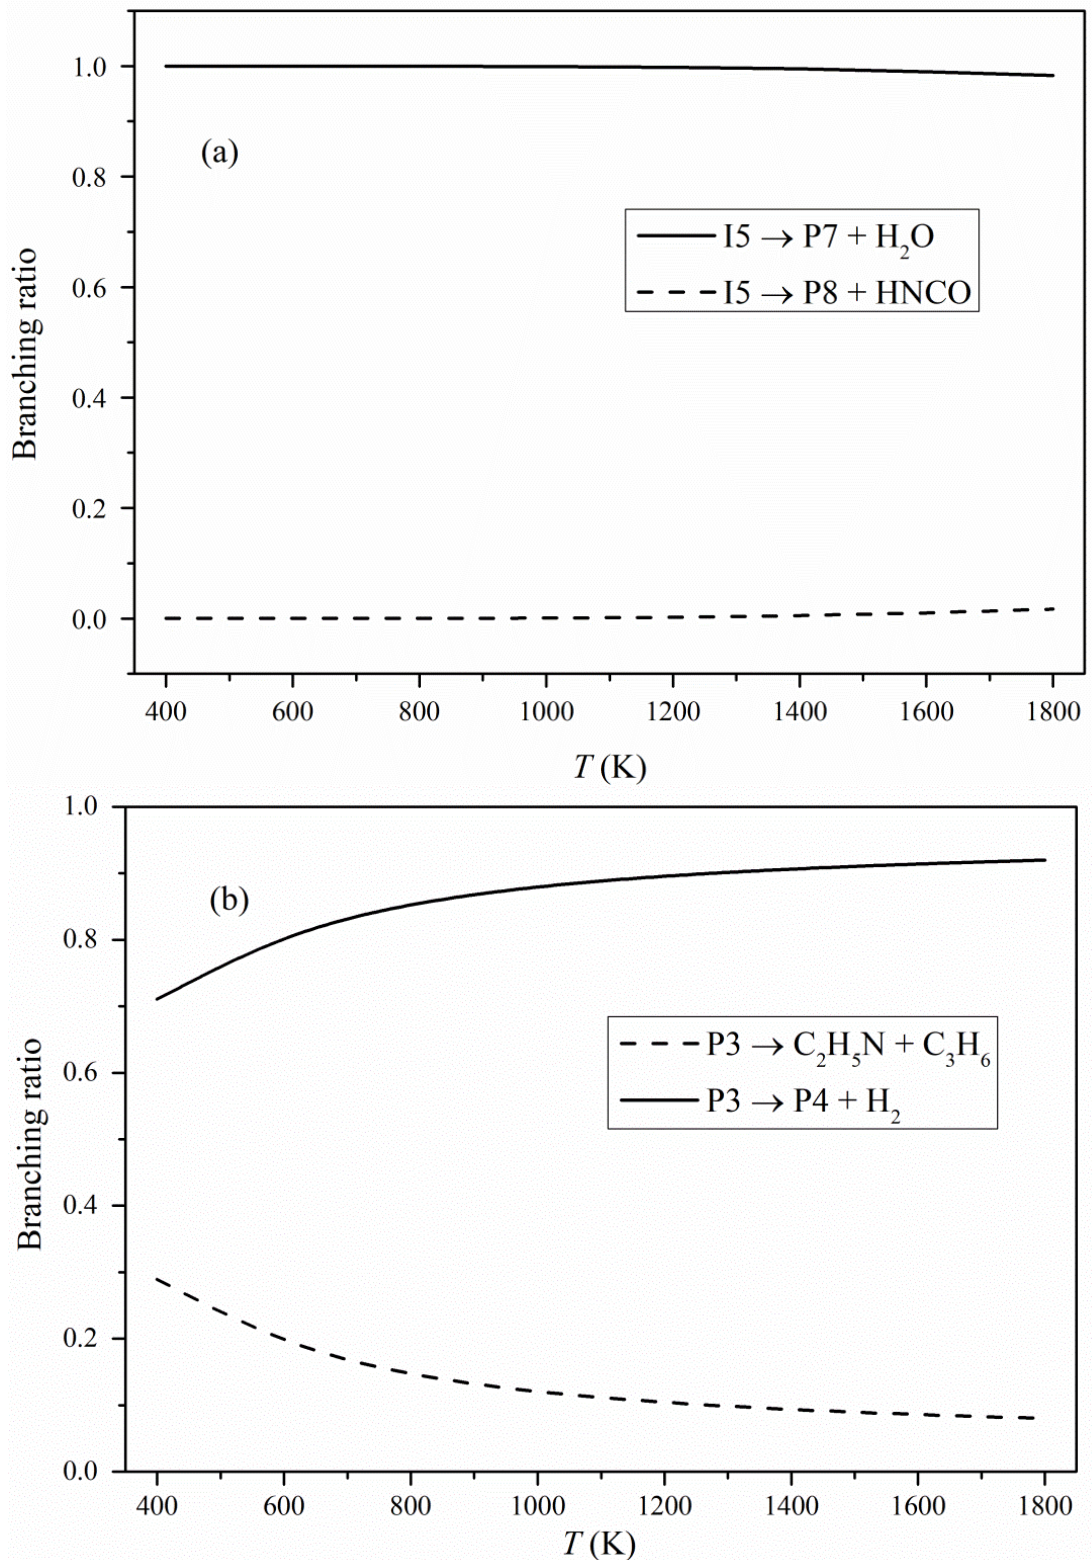 (a)
Branching ratio
1.0
0.8
0.6
0.4
0.2
0.0
I5 → P7 + H₂O
I5 → P8 + HNCO
400 600 800 1000 1200 1400 1600 1800
T (K)
(b)
Branching ratio
1.0
0.8
0.6
0.4
0.2
0.0
P3 → C₂H₅N + C₃H₆
P3 → P4 + H₂
400 600 800 1000 1200 1400 1600 1800
T (K)